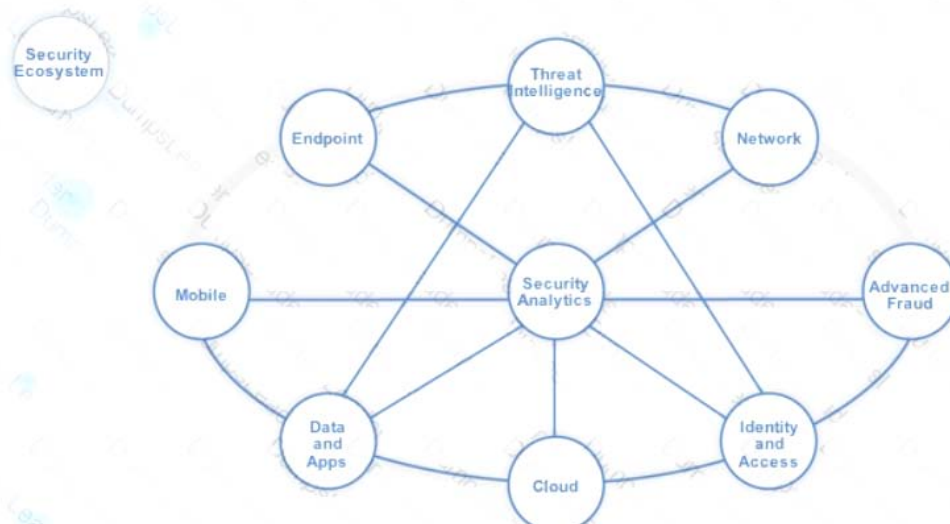 Security
Ecosystem
Threat
Intelligence
Endpoint
Network
Mobile
Security
Analytics
Advanced
Fraud
Data
and
Apps
Identity
and
Access
Cloud